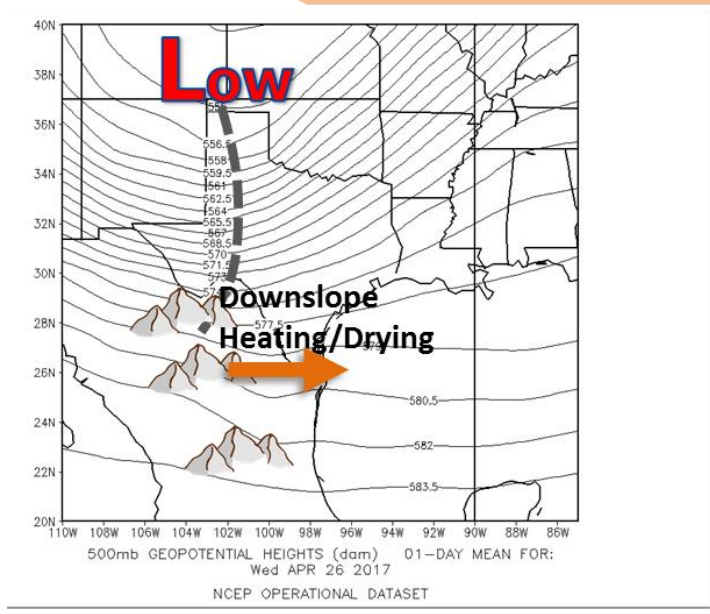 40N
38N
36N
34N
32N
30N
28N
26N
24N
22N
20N
Low
556.5
558
559.5
561
562.5
564
565.5
567
568.5
570
571.5
573
577.5
580.5
582
583.5
Downslope
Heating/Drying
110W 108W 106W 104W 102W 100W 98W 96W 94W 92W 90W 88W 86W
500mb GEOPOTENTIAL HEIGHTS (dam) 01-DAY MEAN FOR:
Wed APR 26 2017
NCEP OPERATIONAL DATASET